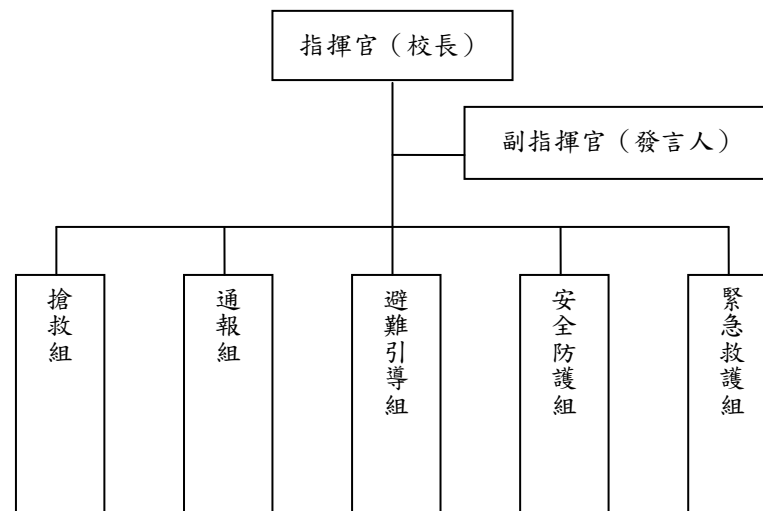 指揮官（校長）
副指揮官（發言人）
搶救組
通報組
避難引導組
安全防護組
緊急救護組